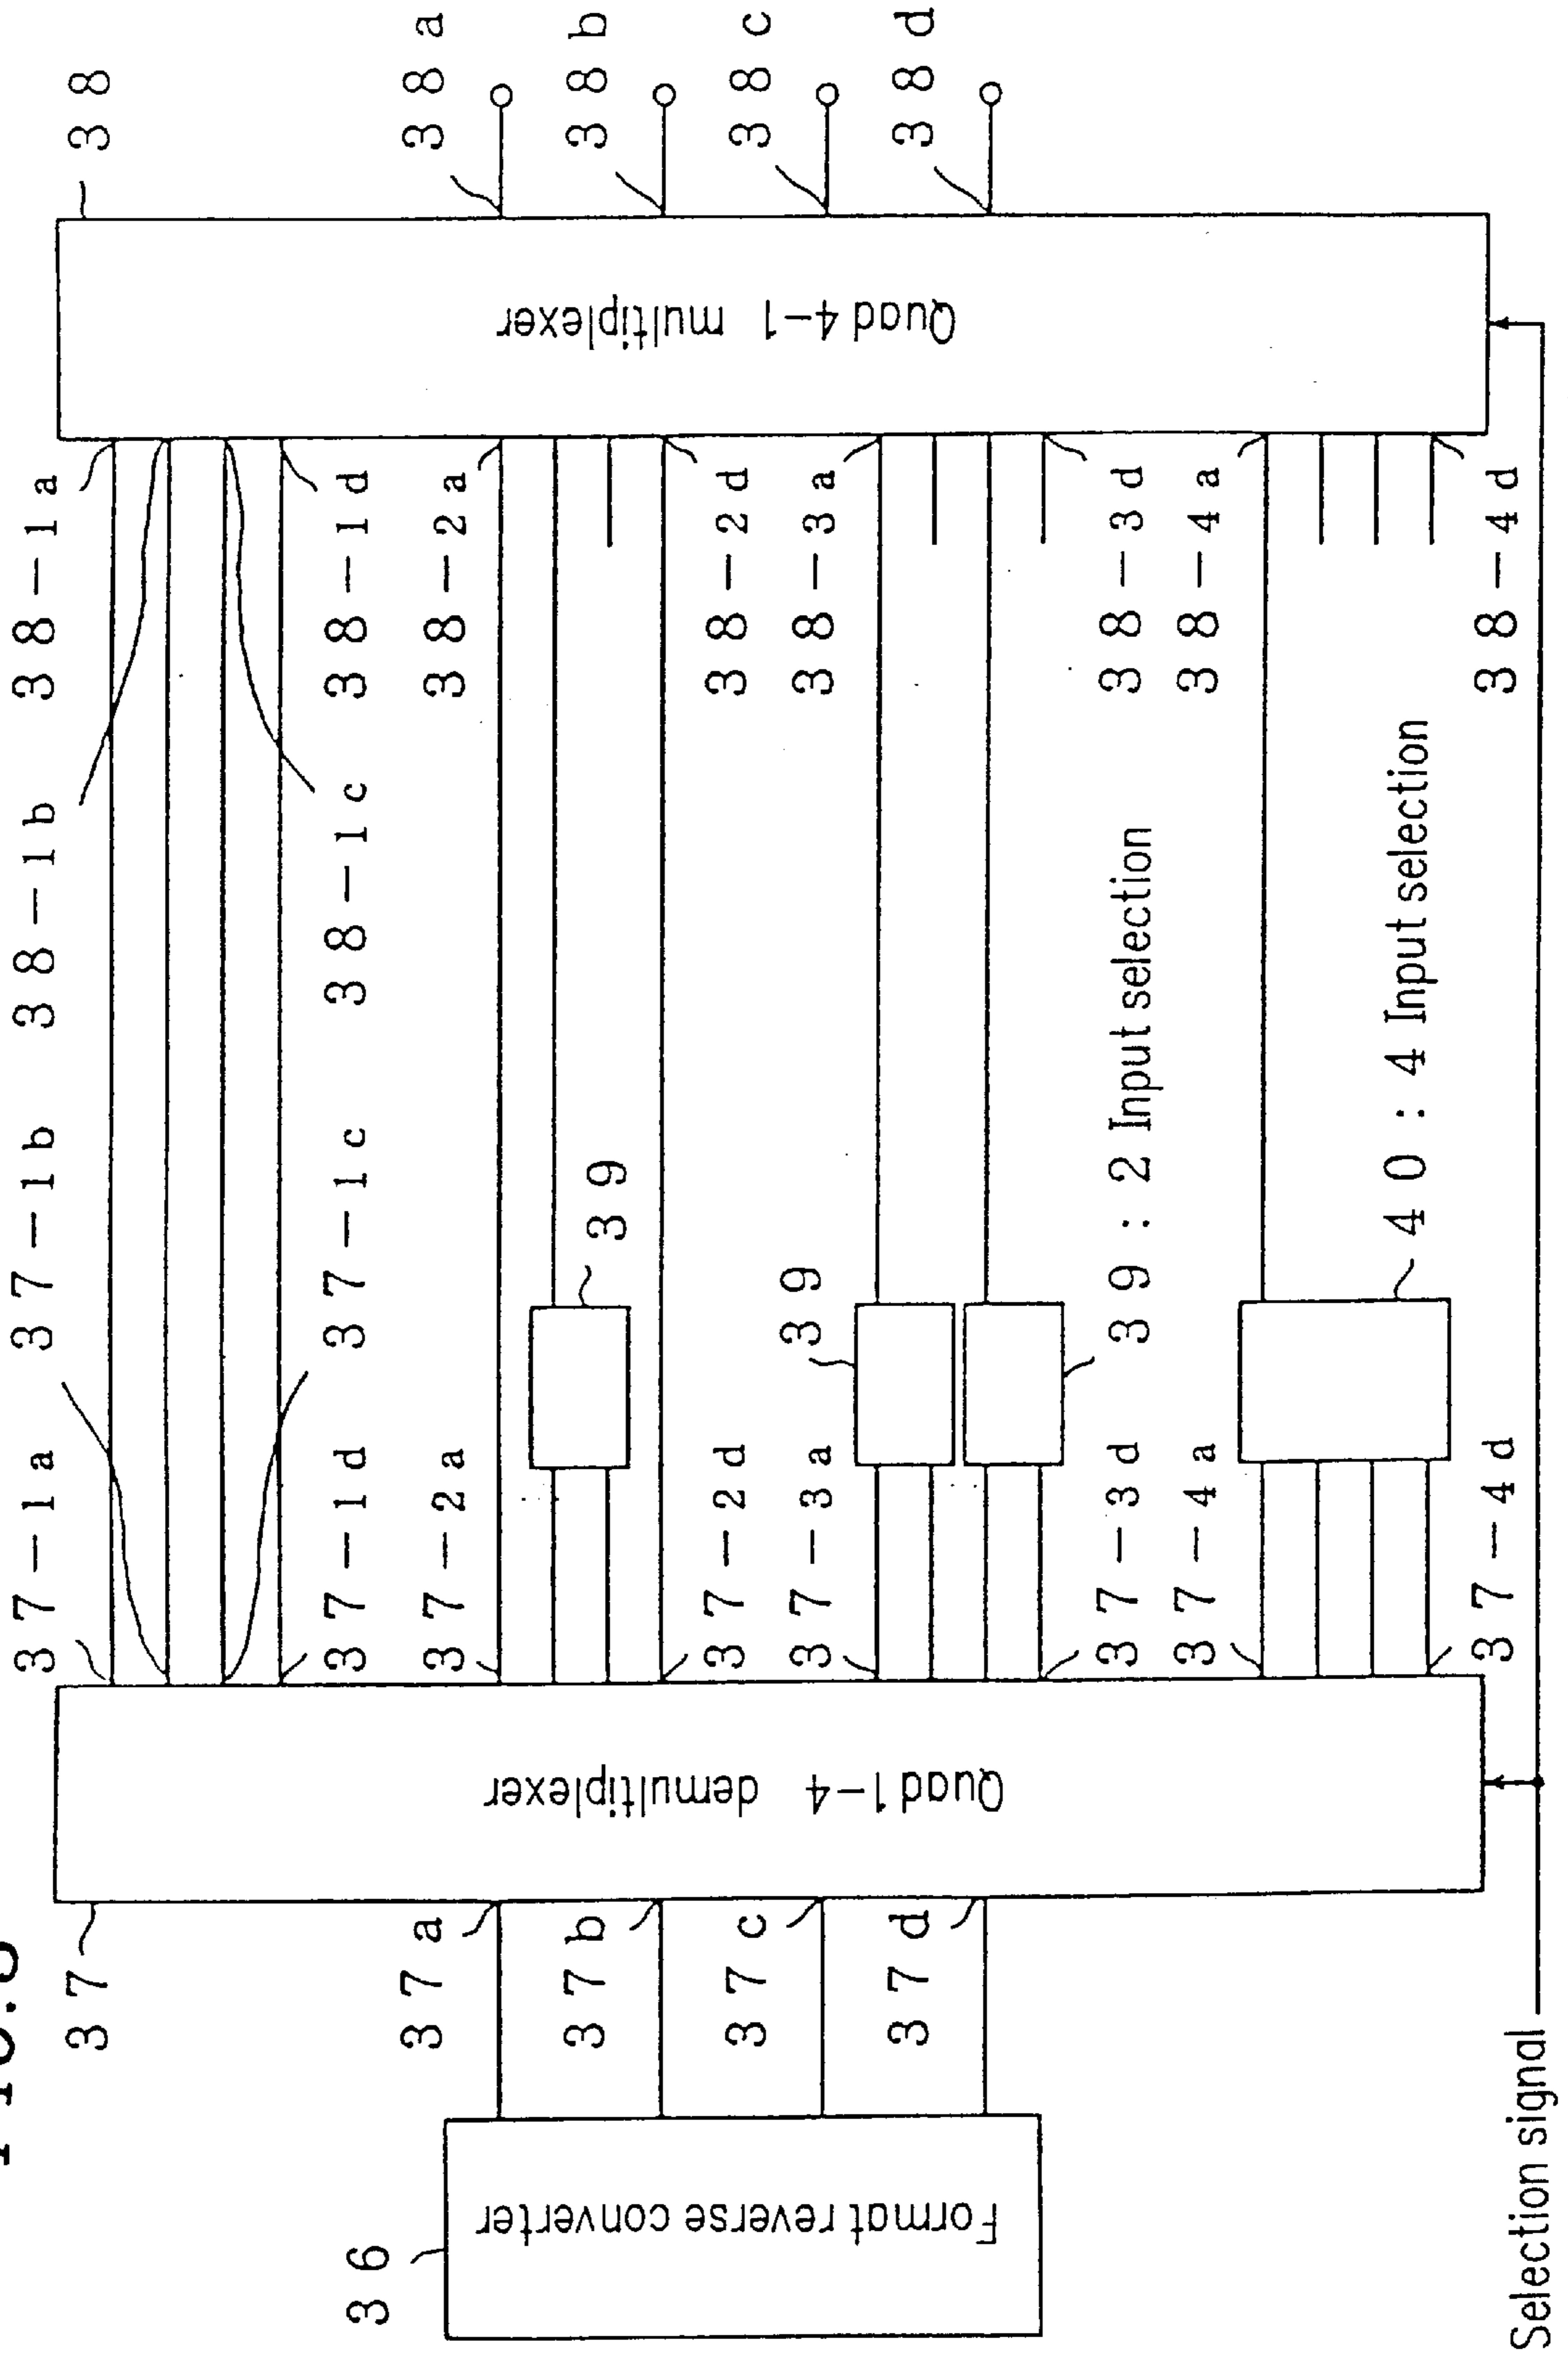 37-1a
37-1b
38-1b
38-1a
37
38
37-1d
37-1c
38-1c
38-1d
36
37a
37-2a
38-2a
38a
37b
39
38b
37c
37-2d
38-2d
38c
37-3a
39
38-3a
37d
38d
Format reverse converter
Quad 1-4
demultiplexer
Quad 4-1 multiplexer
37-3d
39 : 2 Input selection
38-3d
37-4a
38-4a
40 : 4 Input selection
37-4d
38-4d
Selection signal